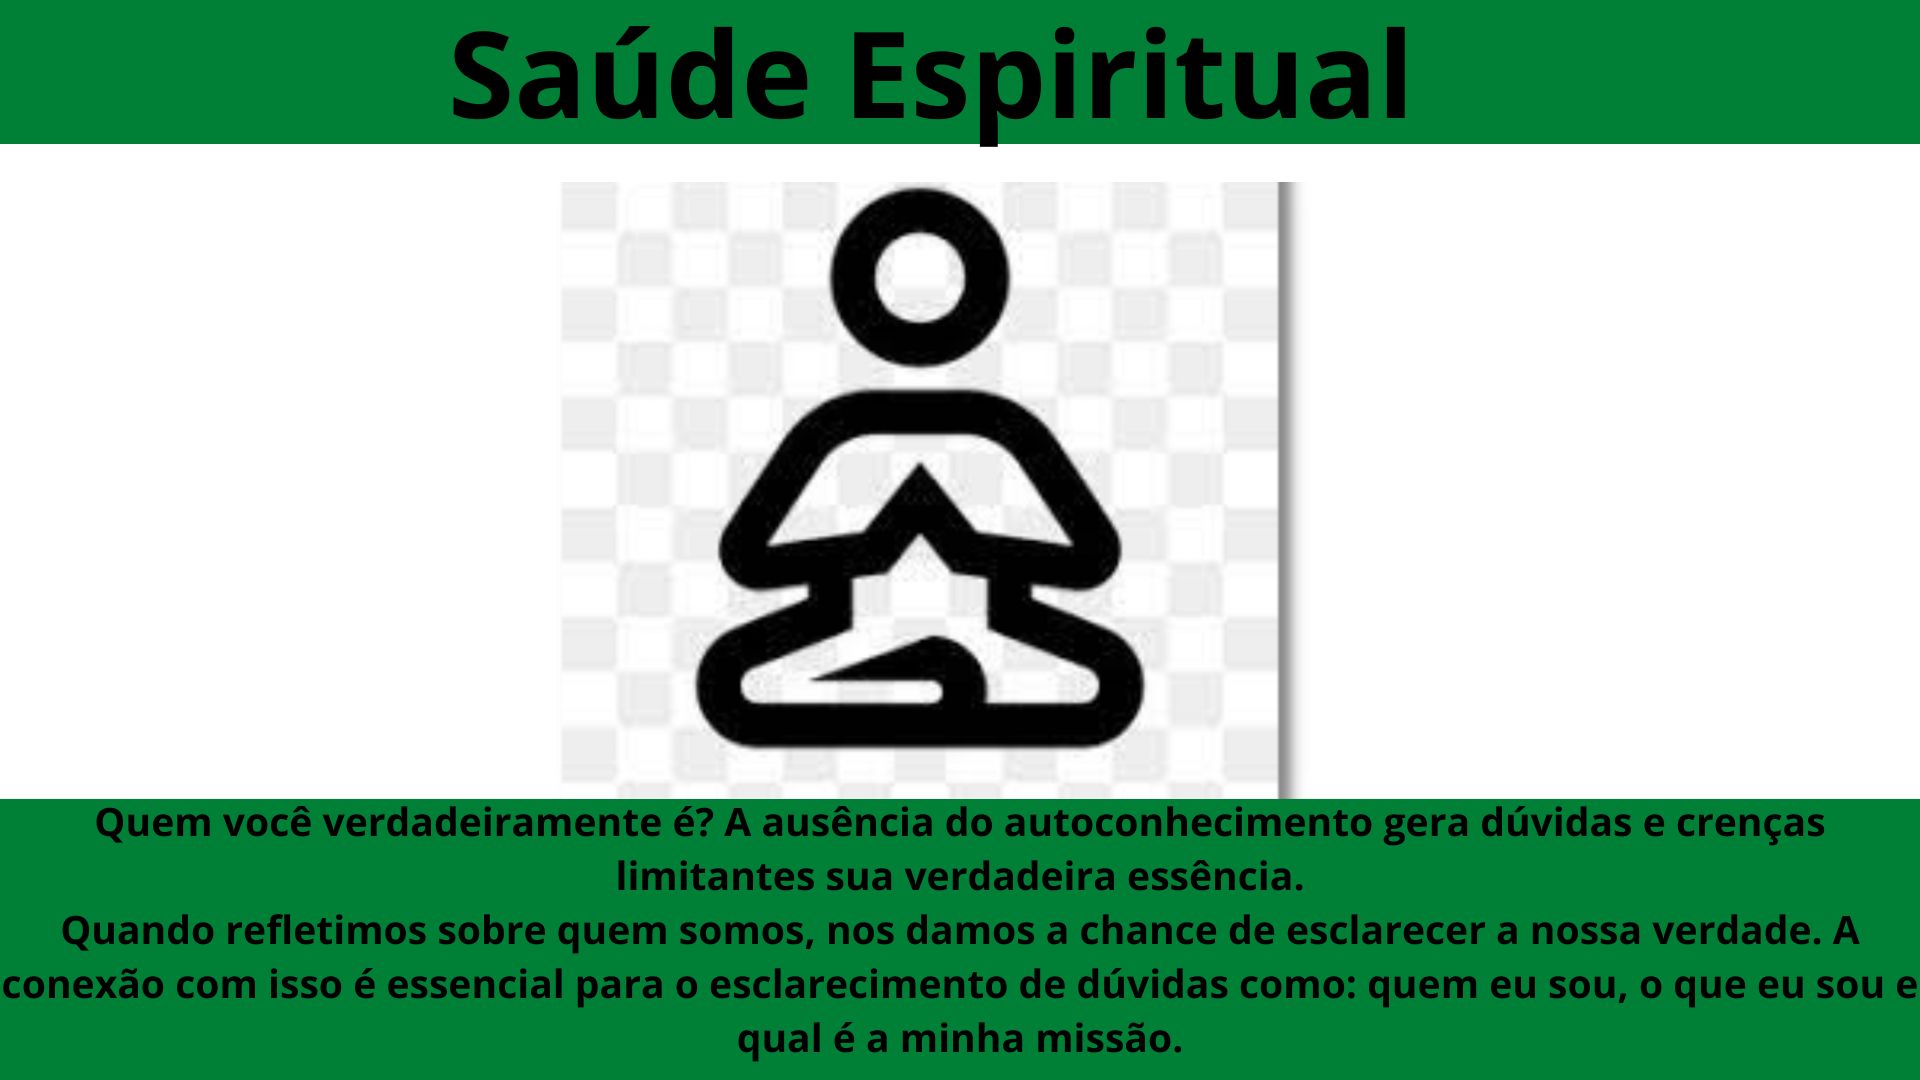 Saúde Espiritual
Quem você verdadeiramente é? A ausência do autoconhecimento gera dúvidas e crenças
limitantes sua verdadeira essência.
Quando refletimos sobre quem somos, nos damos a chance de esclarecer a nossa verdade. A
conexão com isso é essencial para o esclarecimento de dúvidas como: quem eu sou, o que eu sou e
qual é a minha missão.